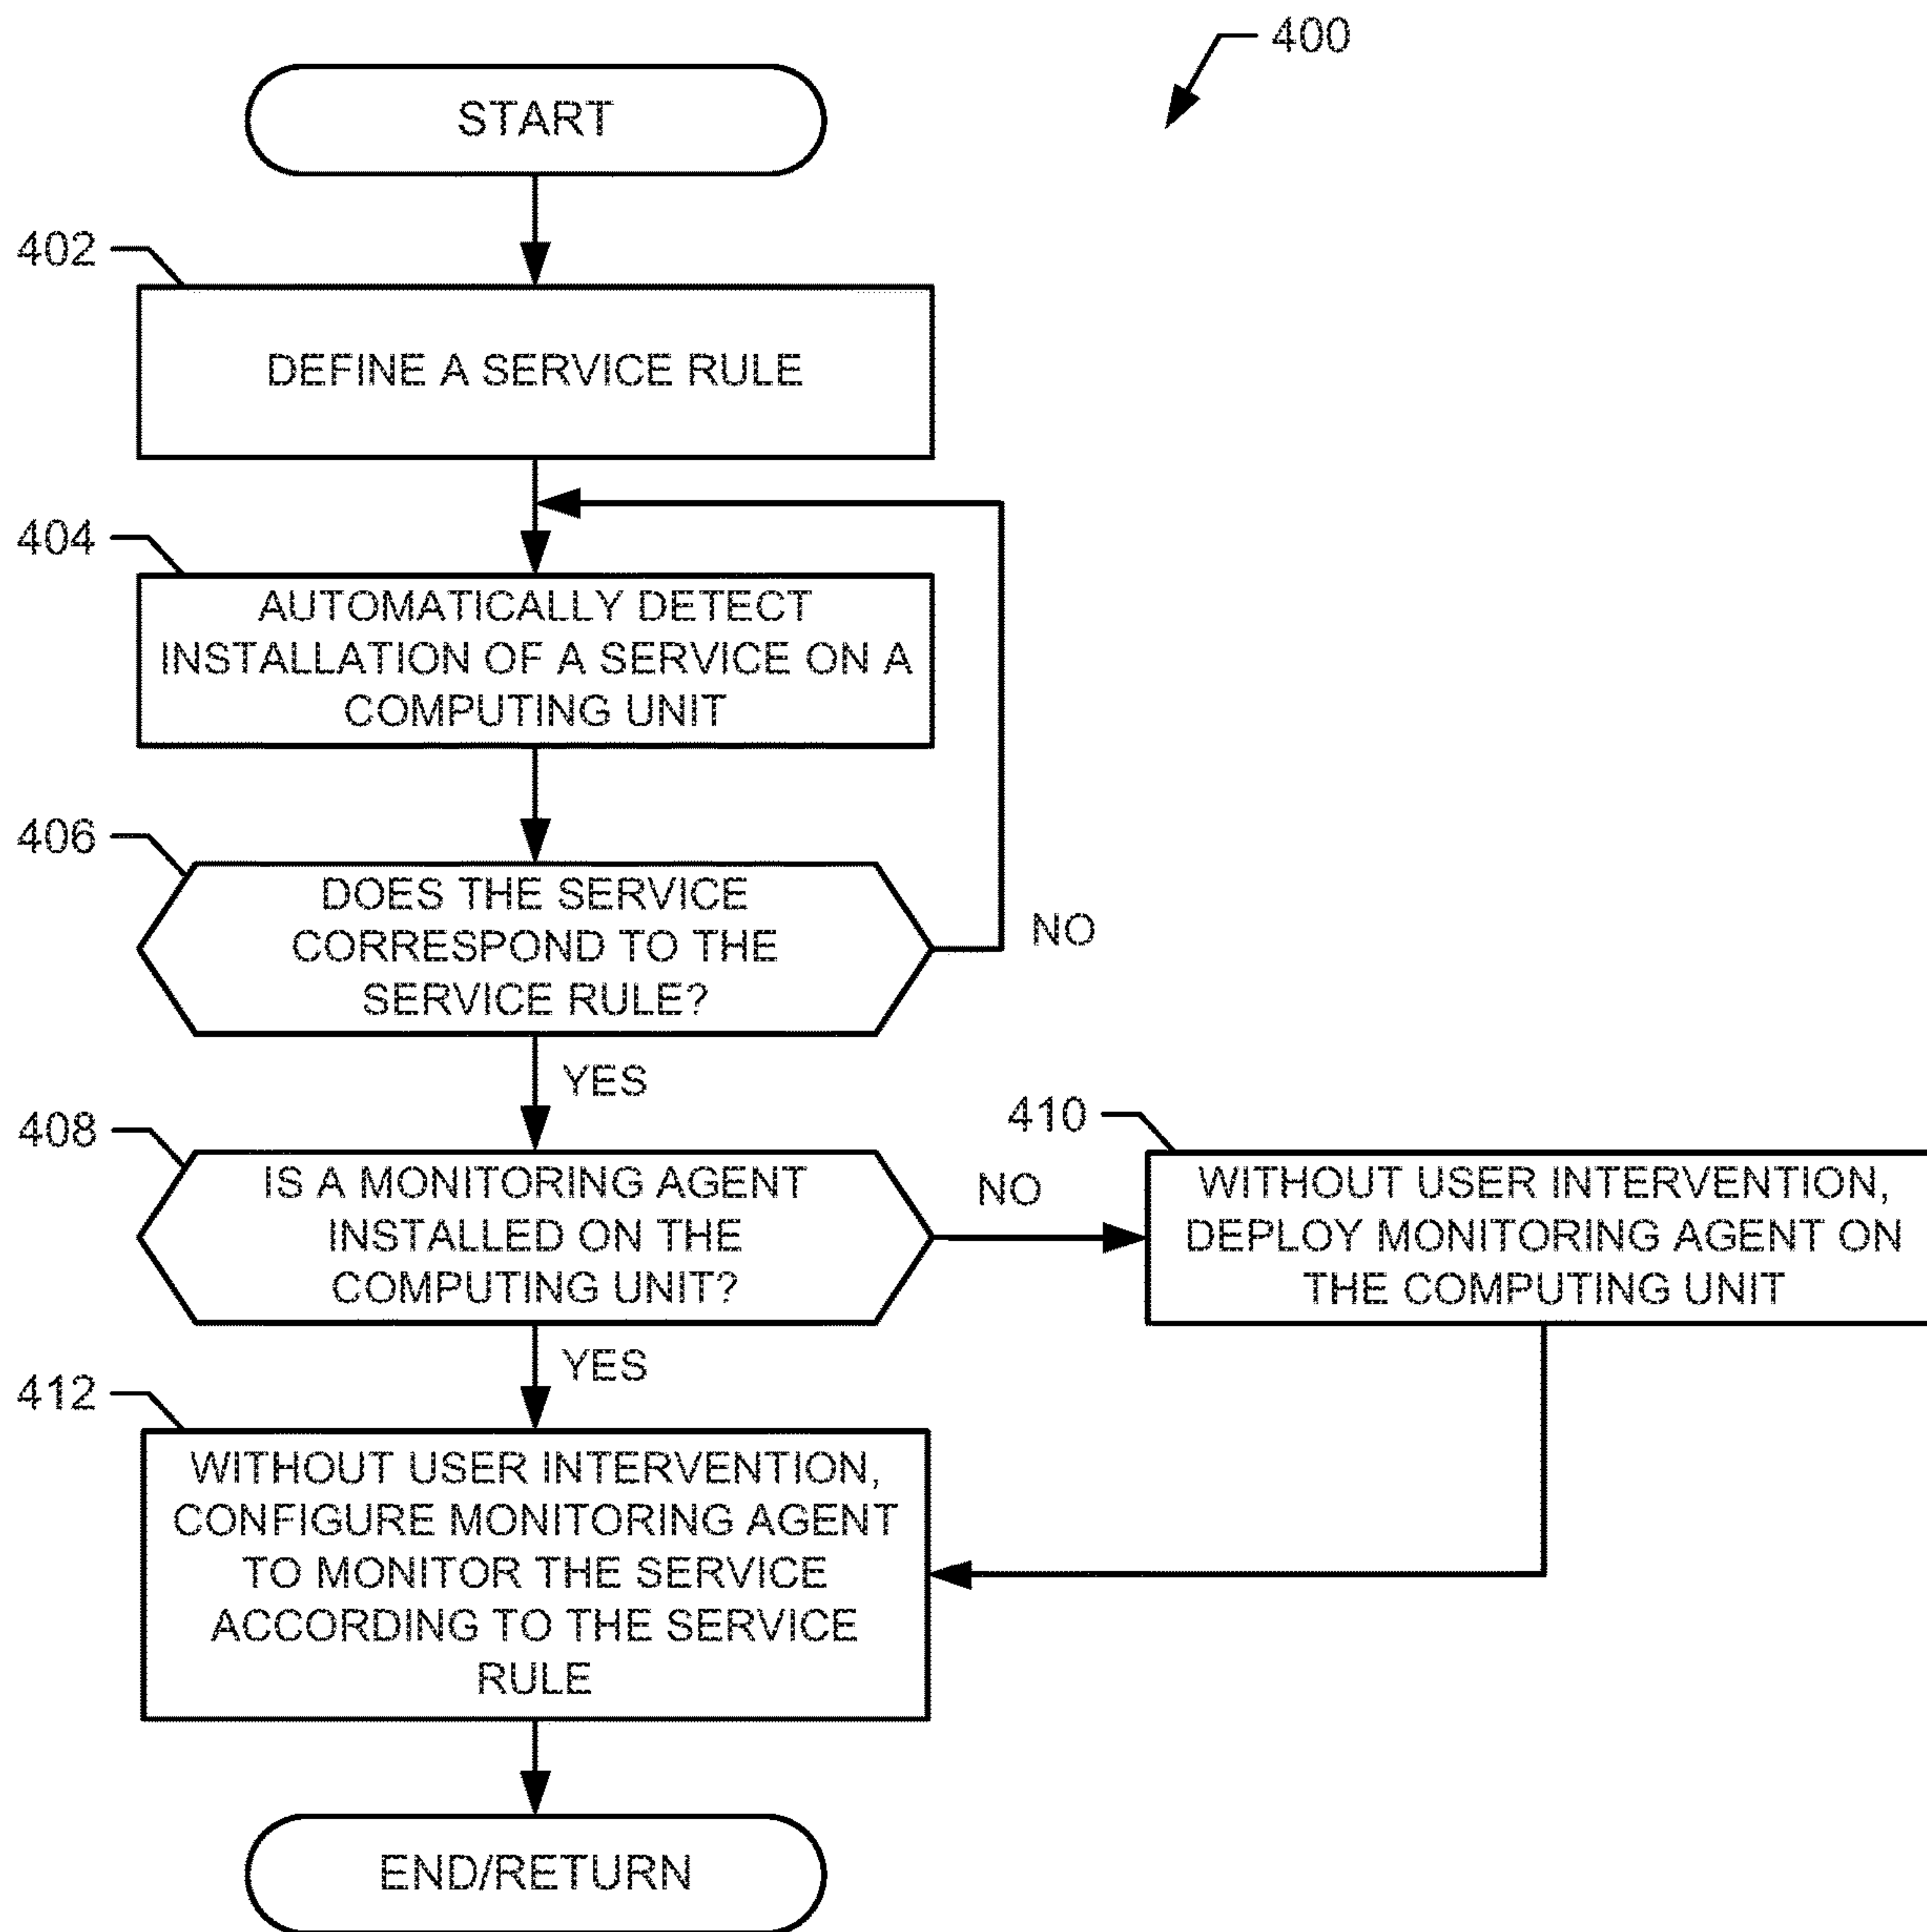 400
START
402
DEFINE A SERVICE RULE
404
AUTOMATICALLY DETECT
INSTALLATION OF A SERVICE ON A
COMPUTING UNIT
406
DOES THE SERVICE
CORRESPOND TO THE
SERVICE RULE?
NO
YES
408
IS A MONITORING AGENT
INSTALLED ON THE
COMPUTING UNIT?
NO
410
WITHOUT USER INTERVENTION,
DEPLOY MONITORING AGENT ON
THE COMPUTING UNIT
YES
412
WITHOUT USER INTERVENTION,
CONFIGURE MONITORING AGENT
TO MONITOR THE SERVICE
ACCORDING TO THE SERVICE
RULE
END/RETURN